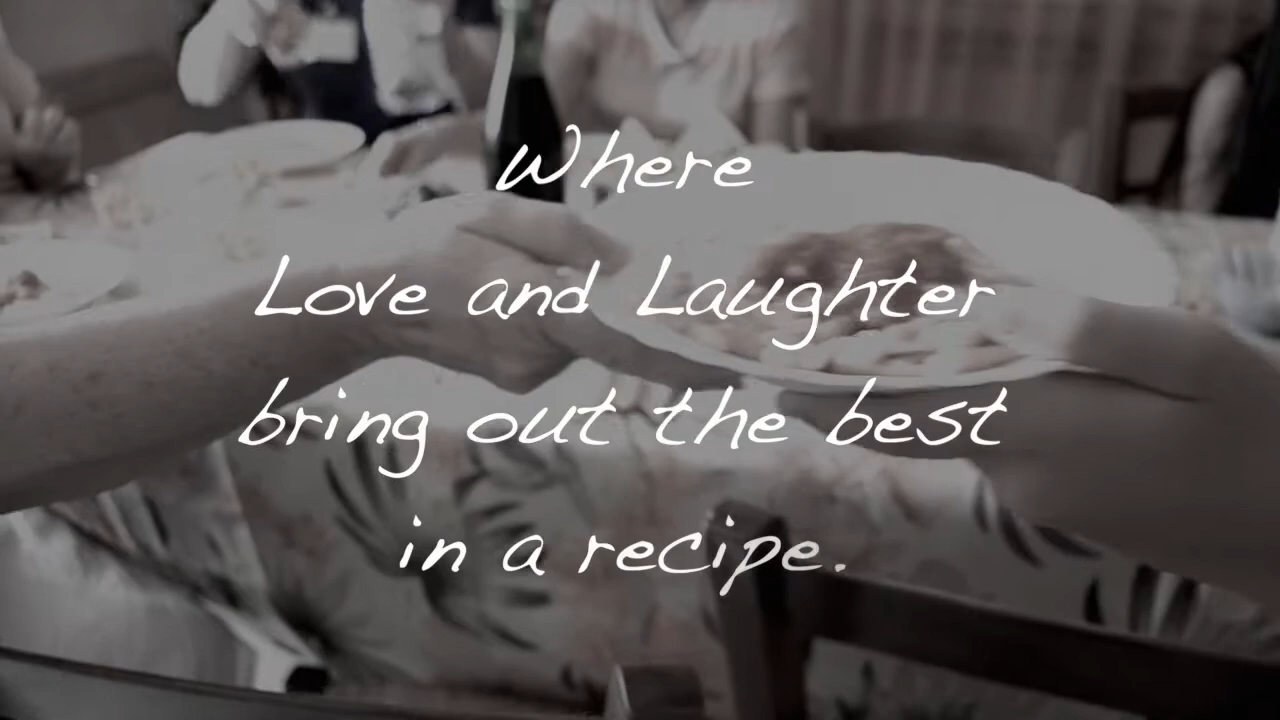 Where
Love and Laughter
bring out the best
in a recipe.